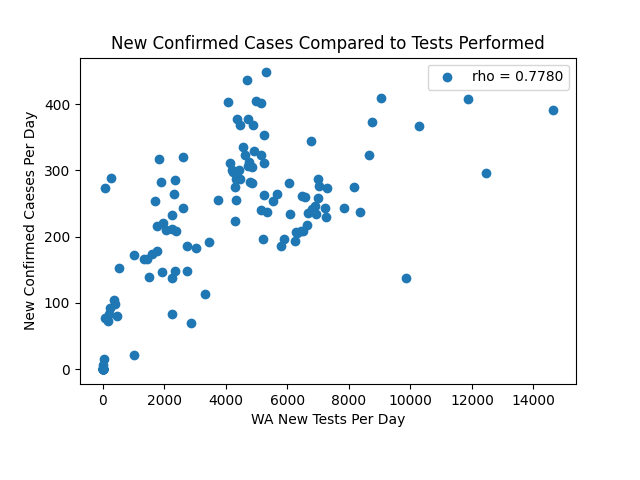 New Confirmed Cases Compared to Tests Performed
rho = 0.7780
New Confirmed Caeses Per Day
400
300
200
100
0
0 2000 4000 6000 8000 10000 12000 14000
WA New Tests Per Day